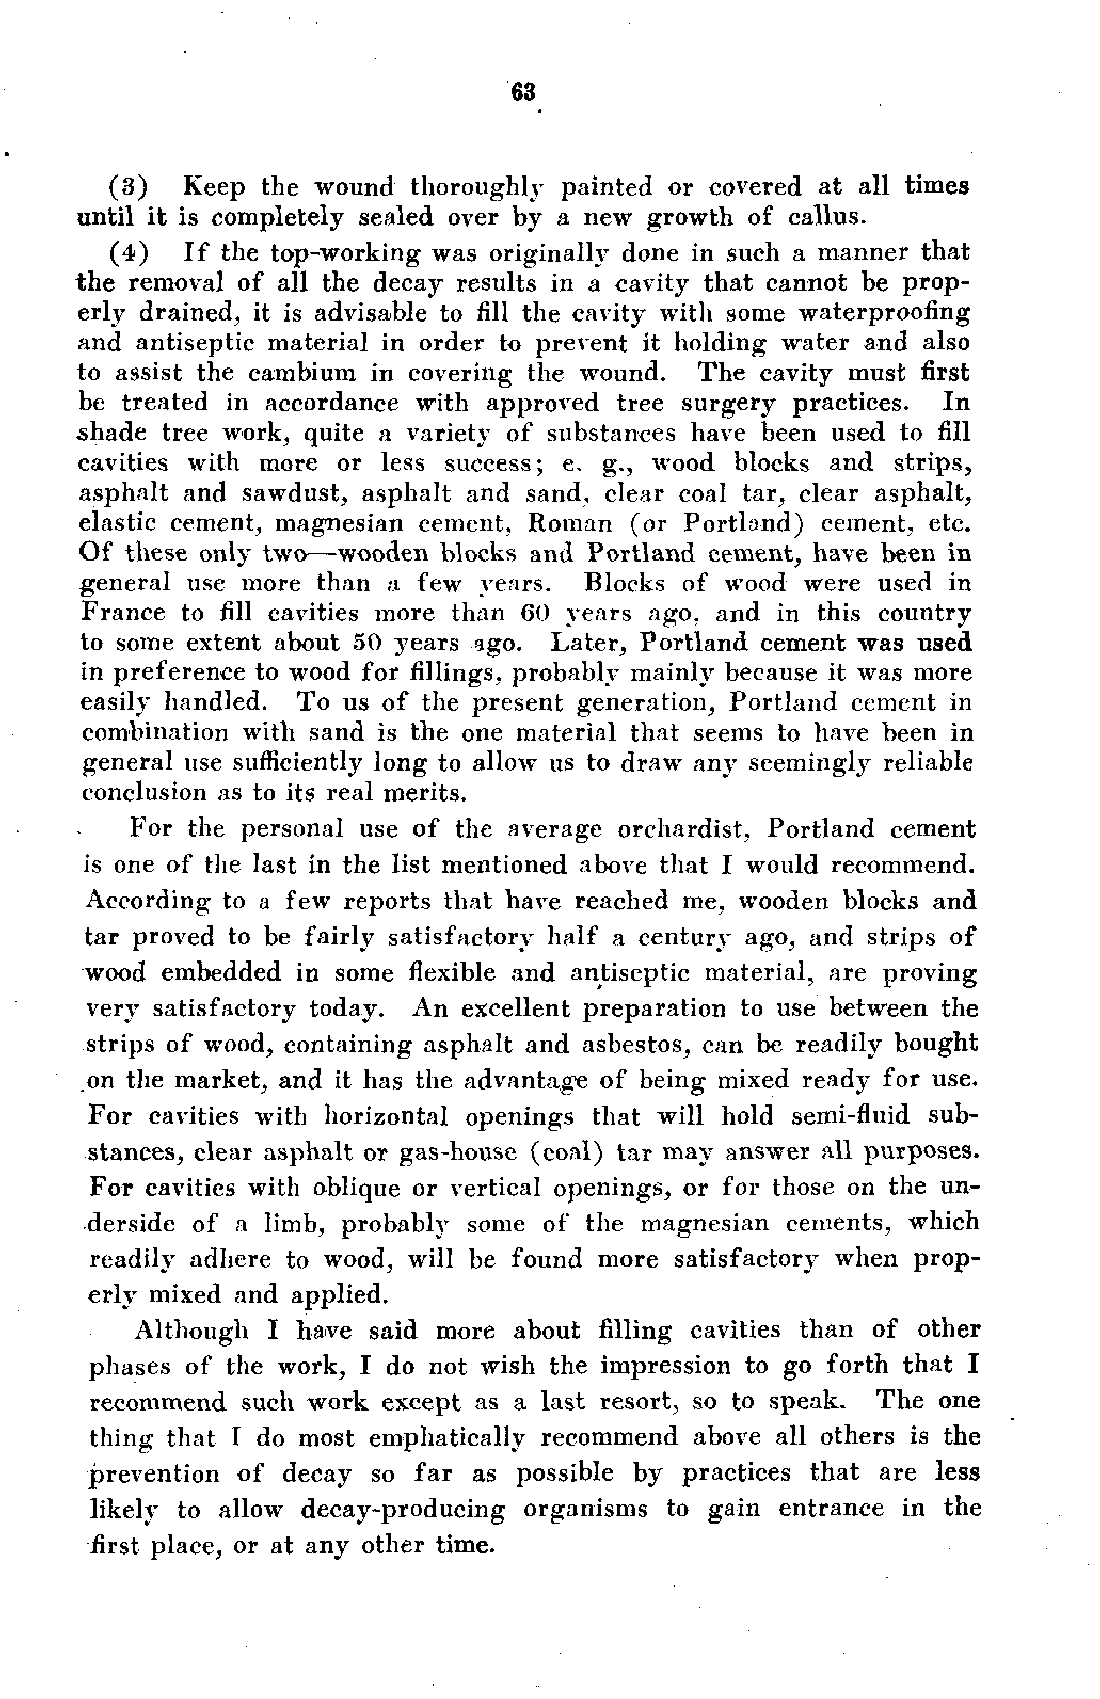 63
(3) Keep the wound thoroughly painted or covered at all times
until it is completely sealed over by a new growth of callus.
(4) If the top-working was originally done in such a manner that
the removal of all the decay results in a cavity that cannot be prop-
erly drained, it is advisable to fill the cavity with some waterproofing
and antiseptic material in order to prevent it holding water and also
to assist the cambium in covering the wound. The cavity must first
be treated in accordance with approved tree surgery practices. In
shade tree work, quite a variety of substances have been used to fill
cavities with more or less success; e. g., wood blocks and strips,
asphalt and sawdust, asphalt and sand, clear coal tar, clear asphalt,
elastic cement, magnesian cement, Roman (or Portland) cement, etc.
Of these only two—wooden blocks and Portland cement, have been in
general use more than a few years. Blocks of wood were used in
France to fill cavities more than 60 years ago, and in this country
to some extent about 50 years ago. Later, Portland cement was used
in preference to wood for fillings, probably mainly because it was more
easily handled. To us of the present generation, Portland cement in
combination with sand is the one material that seems to have been in
general use sufficiently long to allow us to draw any seemingly reliable
conclusion as to its real merits.
For the personal use of the average orchardist, Portland cement
is one of the last in the list mentioned above that I would recommend.
According to a few reports that have reached me, wooden blocks and
tar proved to be fairly satisfactory half a century ago, and strips of
wood embedded in some flexible and antiseptic material, are proving
very satisfactory today. An excellent preparation to use between the
strips of wood, containing asphalt and asbestos, can be readily bought
on the market, and it has the advantage of being mixed ready for use.
For cavities with horizontal openings that will hold semi-fluid sub-
stances, clear asphalt or gas-house (coal) tar may answer all purposes.
For cavities with oblique or vertical openings, or for those on the un-
derside of a limb, probably some of the magnesian cements, which
readily adhere to wood, will be found more satisfactory when prop-
erly mixed and applied.
Although I have said more about filling cavities than of other
phases of the work, I do not wish the impression to go forth that I
recommend such work except as a last resort, so to speak. The one
thing that I do most emphatically recommend above all others is the
prevention of decay so far as possible by practices that are less
likely to allow decay-producing organisms to gain entrance in the
first place, or at any other time.